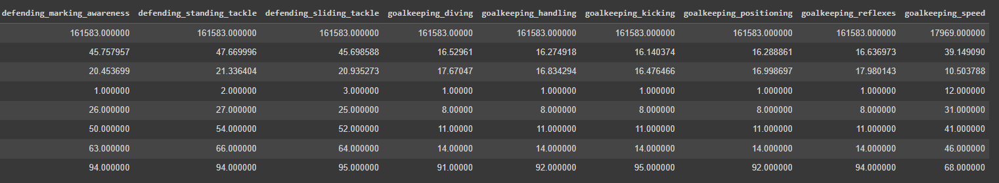 defending_marking_awareness defending_standing_tackle defending_sliding_tackle goalkeeping_diving goalkeeping_handling goalkeeping_kicking goalkeeping_positioning goalkeeping_reflexes goalkeeping_speed
161583.000000 161583.000000 161583.000000 161583.00000 161583.000000 161583.000000 161583.000000 161583.000000 17969.000000
45.757957 47.669996 45.698588 16.52961 16.274918 16.140374 16.288861 16.636973 39.149090
20.453699 21.336404 20.935273 17.67047 16.834294 16.476466 16.998697 17.980143 10.503788
1.000000 2.000000 3.000000 1.00000 1.000000 1.000000 1.000000 1.000000 12.000000
26.000000 27.000000 25.000000 8.00000 8.000000 8.000000 8.000000 8.000000 31.000000
50.000000 54.000000 52.000000 11.00000 11.000000 11.000000 11.000000 11.000000 41.000000
63.000000 66.000000 64.000000 14.00000 14.000000 14.000000 14.000000 14.000000 46.000000
94.000000 94.000000 95.000000 91.00000 92.000000 95.000000 92.000000 94.000000 68.000000